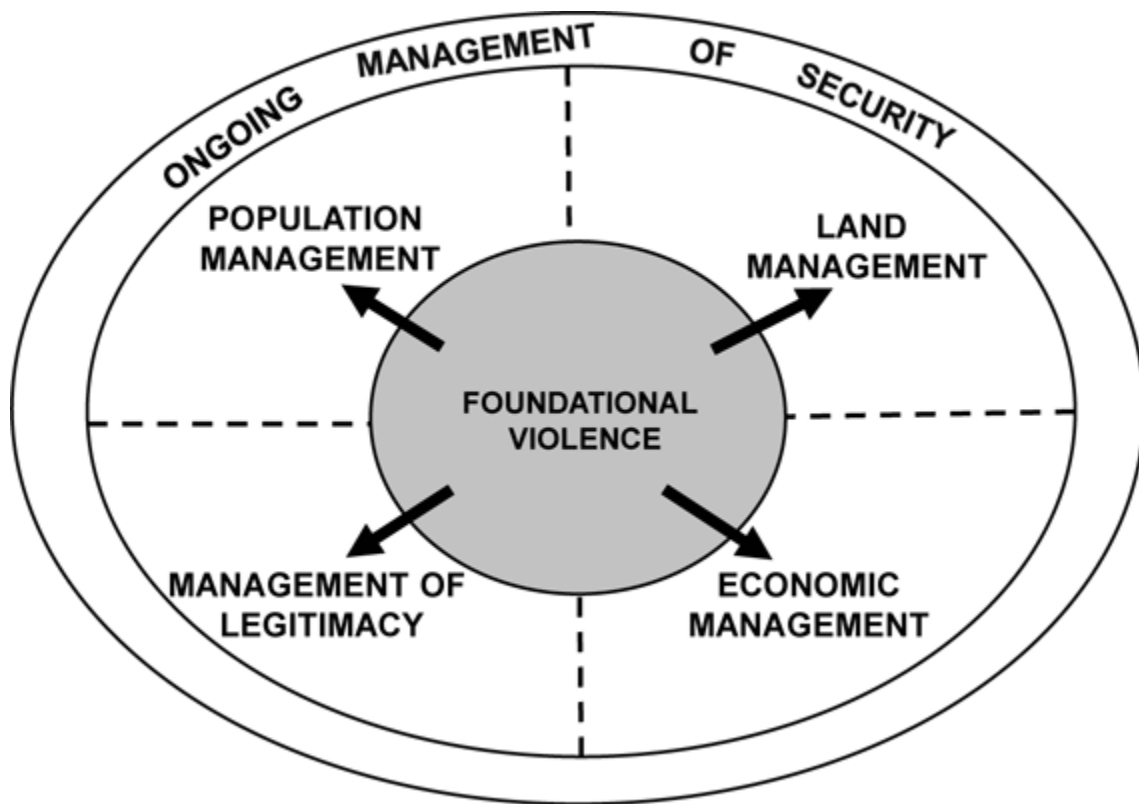 ONGOING MANAGEMENT OF SECURITY
POPULATION
MANAGEMENT
LAND
MANAGEMENT
FOUNDATIONAL
VIOLENCE
MANAGEMENT OF
LEGITIMACY
ECONOMIC
MANAGEMENT